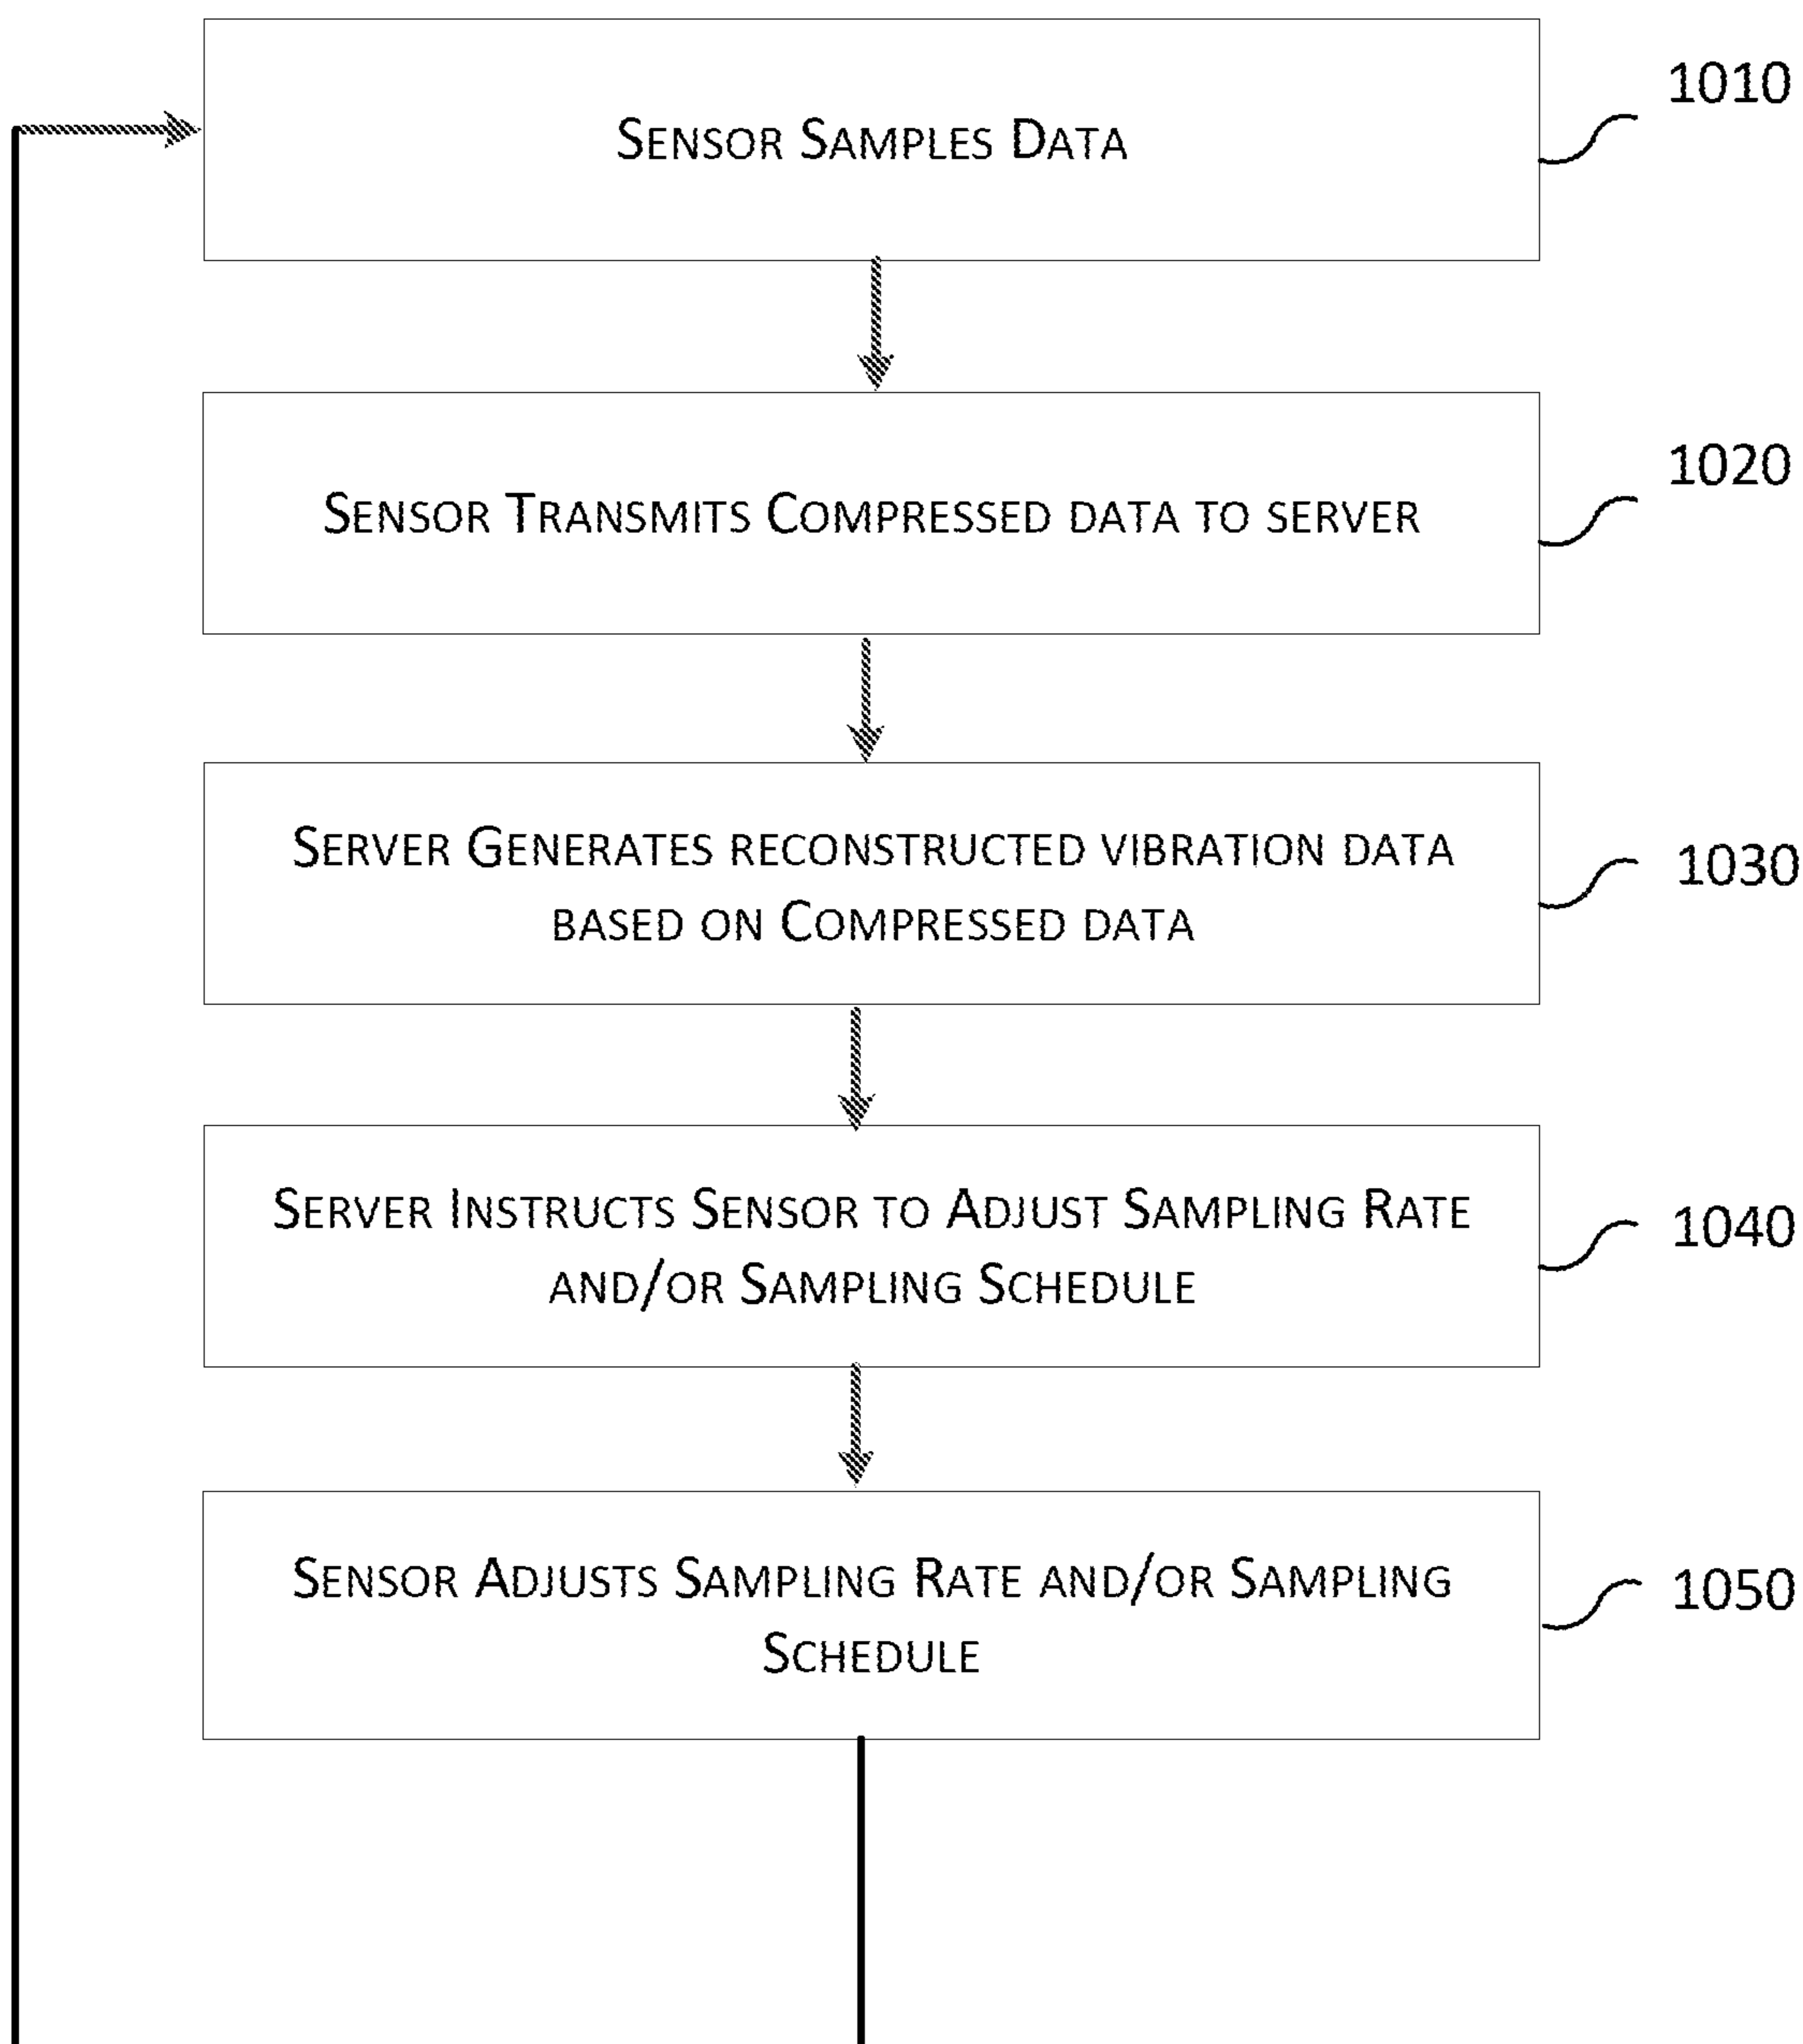 1010
Sensor Samples Data
1020
Sensor Transmits Compressed data to server
1030
Server Generates reconstructed vibration data
based on Compressed data
1040
Server Instructs Sensor to Adjust Sampling Rate
and/or Sampling Schedule
1050
Sensor Adjusts Sampling Rate and/or Sampling
Schedule